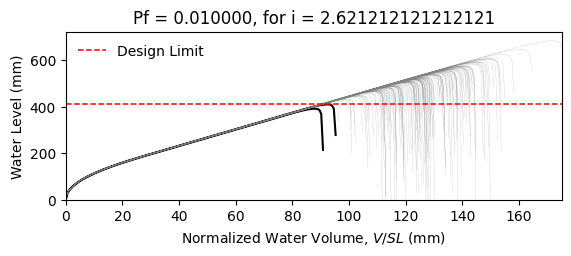 Pf = 0.010000, for i = 2.621212121212121
Water Level (mm)
600
400
200
0
Design Limit
0 20 40 60 80 100 120 140 160
Normalized Water Volume, V/SL (mm)